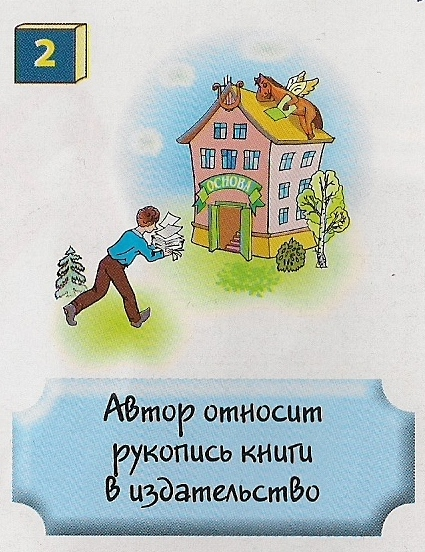 2
ОСНОВА
Автор относит
рукопись книги
в издательство